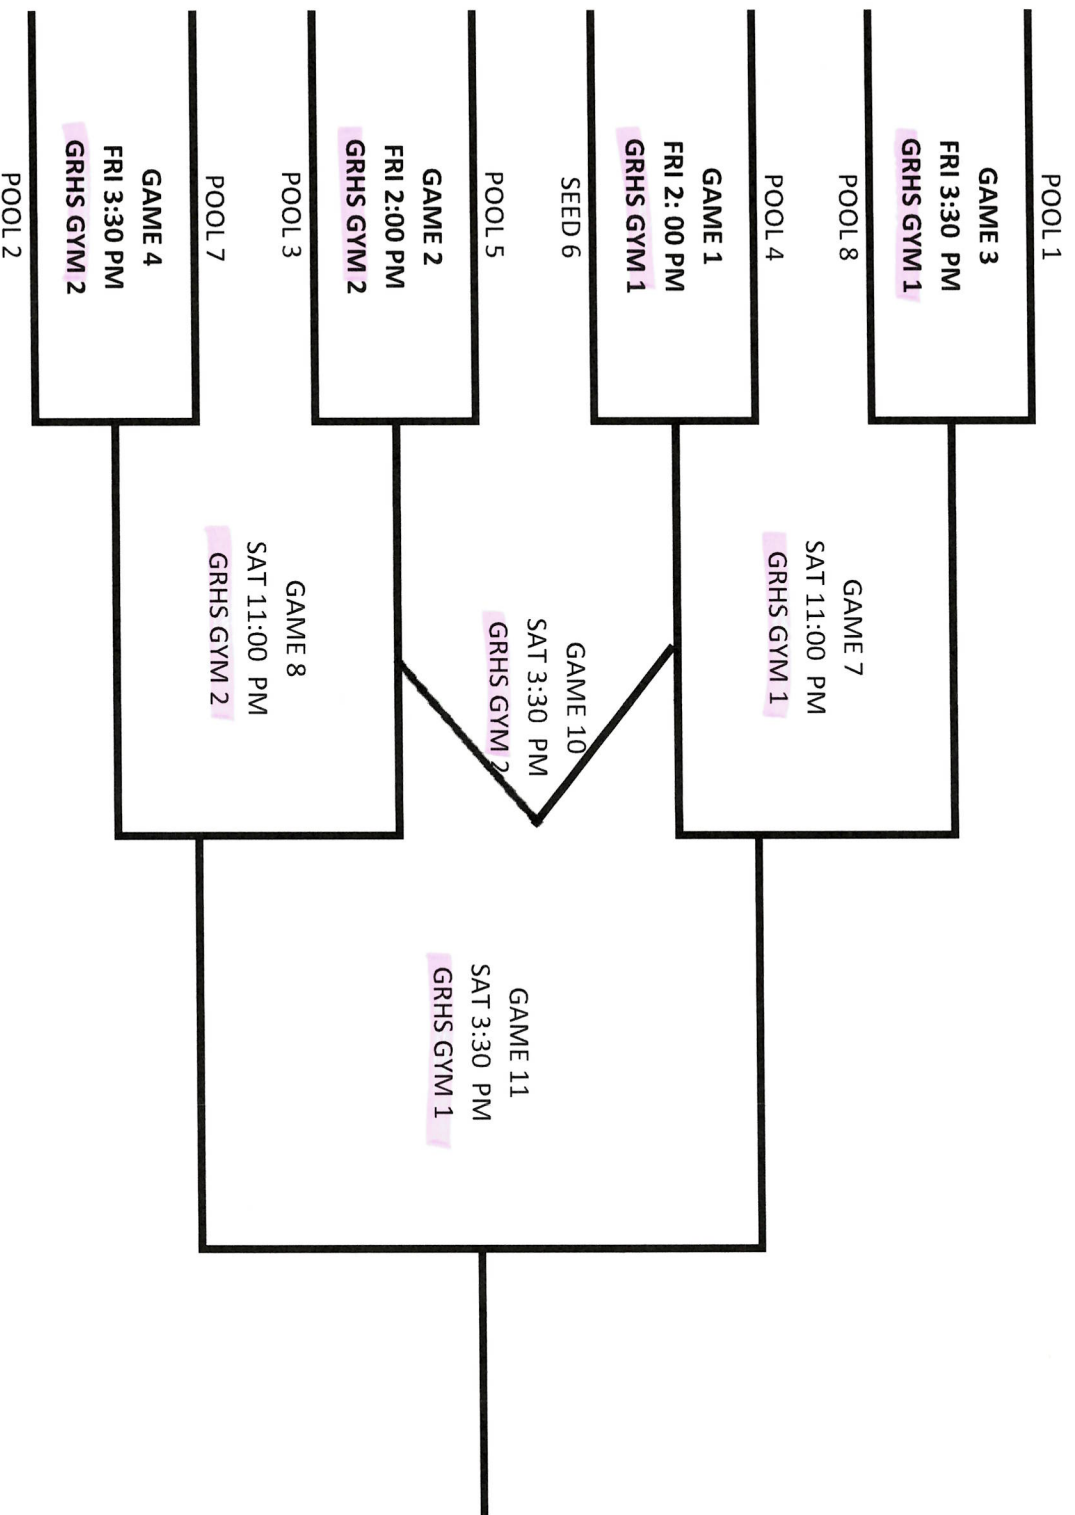 POOL 1
GAME 3
FRI 3:30 PM
GRHS GYM 1
POOL 8
POOL 4
GAME 1
FRI 2: 00 PM
GRHS GYM 1
SEED 6
POOL 5
GAME 2
FRI 2:00 PM
GRHS GYM 2
POOL 3
POOL 7
GAME 4
FRI 3:30 PM
GRHS GYM 2
POOL 2
GAME 7
SAT 11:00 PM
GRHS GYM 1
GAME 10
SAT 3:30 PM
GRHS GYM 2
GAME 8
SAT 11:00 PM
GRHS GYM 2
GAME 11
SAT 3:30 PM
GRHS GYM 1